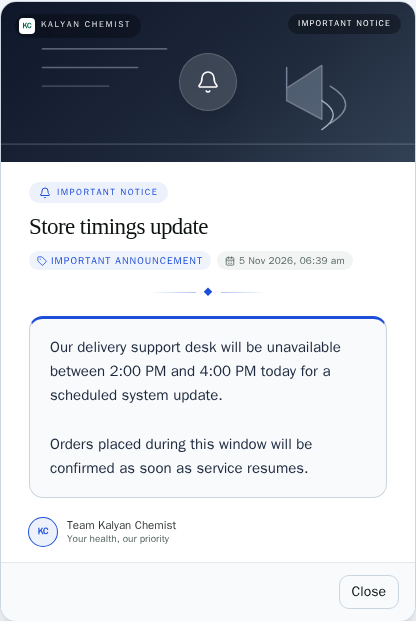 KC KALYAN CHEMIST
IMPORTANT NOTICE
IMPORTANT NOTICE
Store timings update
IMPORTANT ANNOUNCEMENT 5 Nov 2026, 06:39 am
Our delivery support desk will be unavailable
between 2:00 PM and 4:00 PM today for a
scheduled system update.
Orders placed during this window will be
confirmed as soon as service resumes.
KC
Team Kalyan Chemist
Your health, our priority
Close